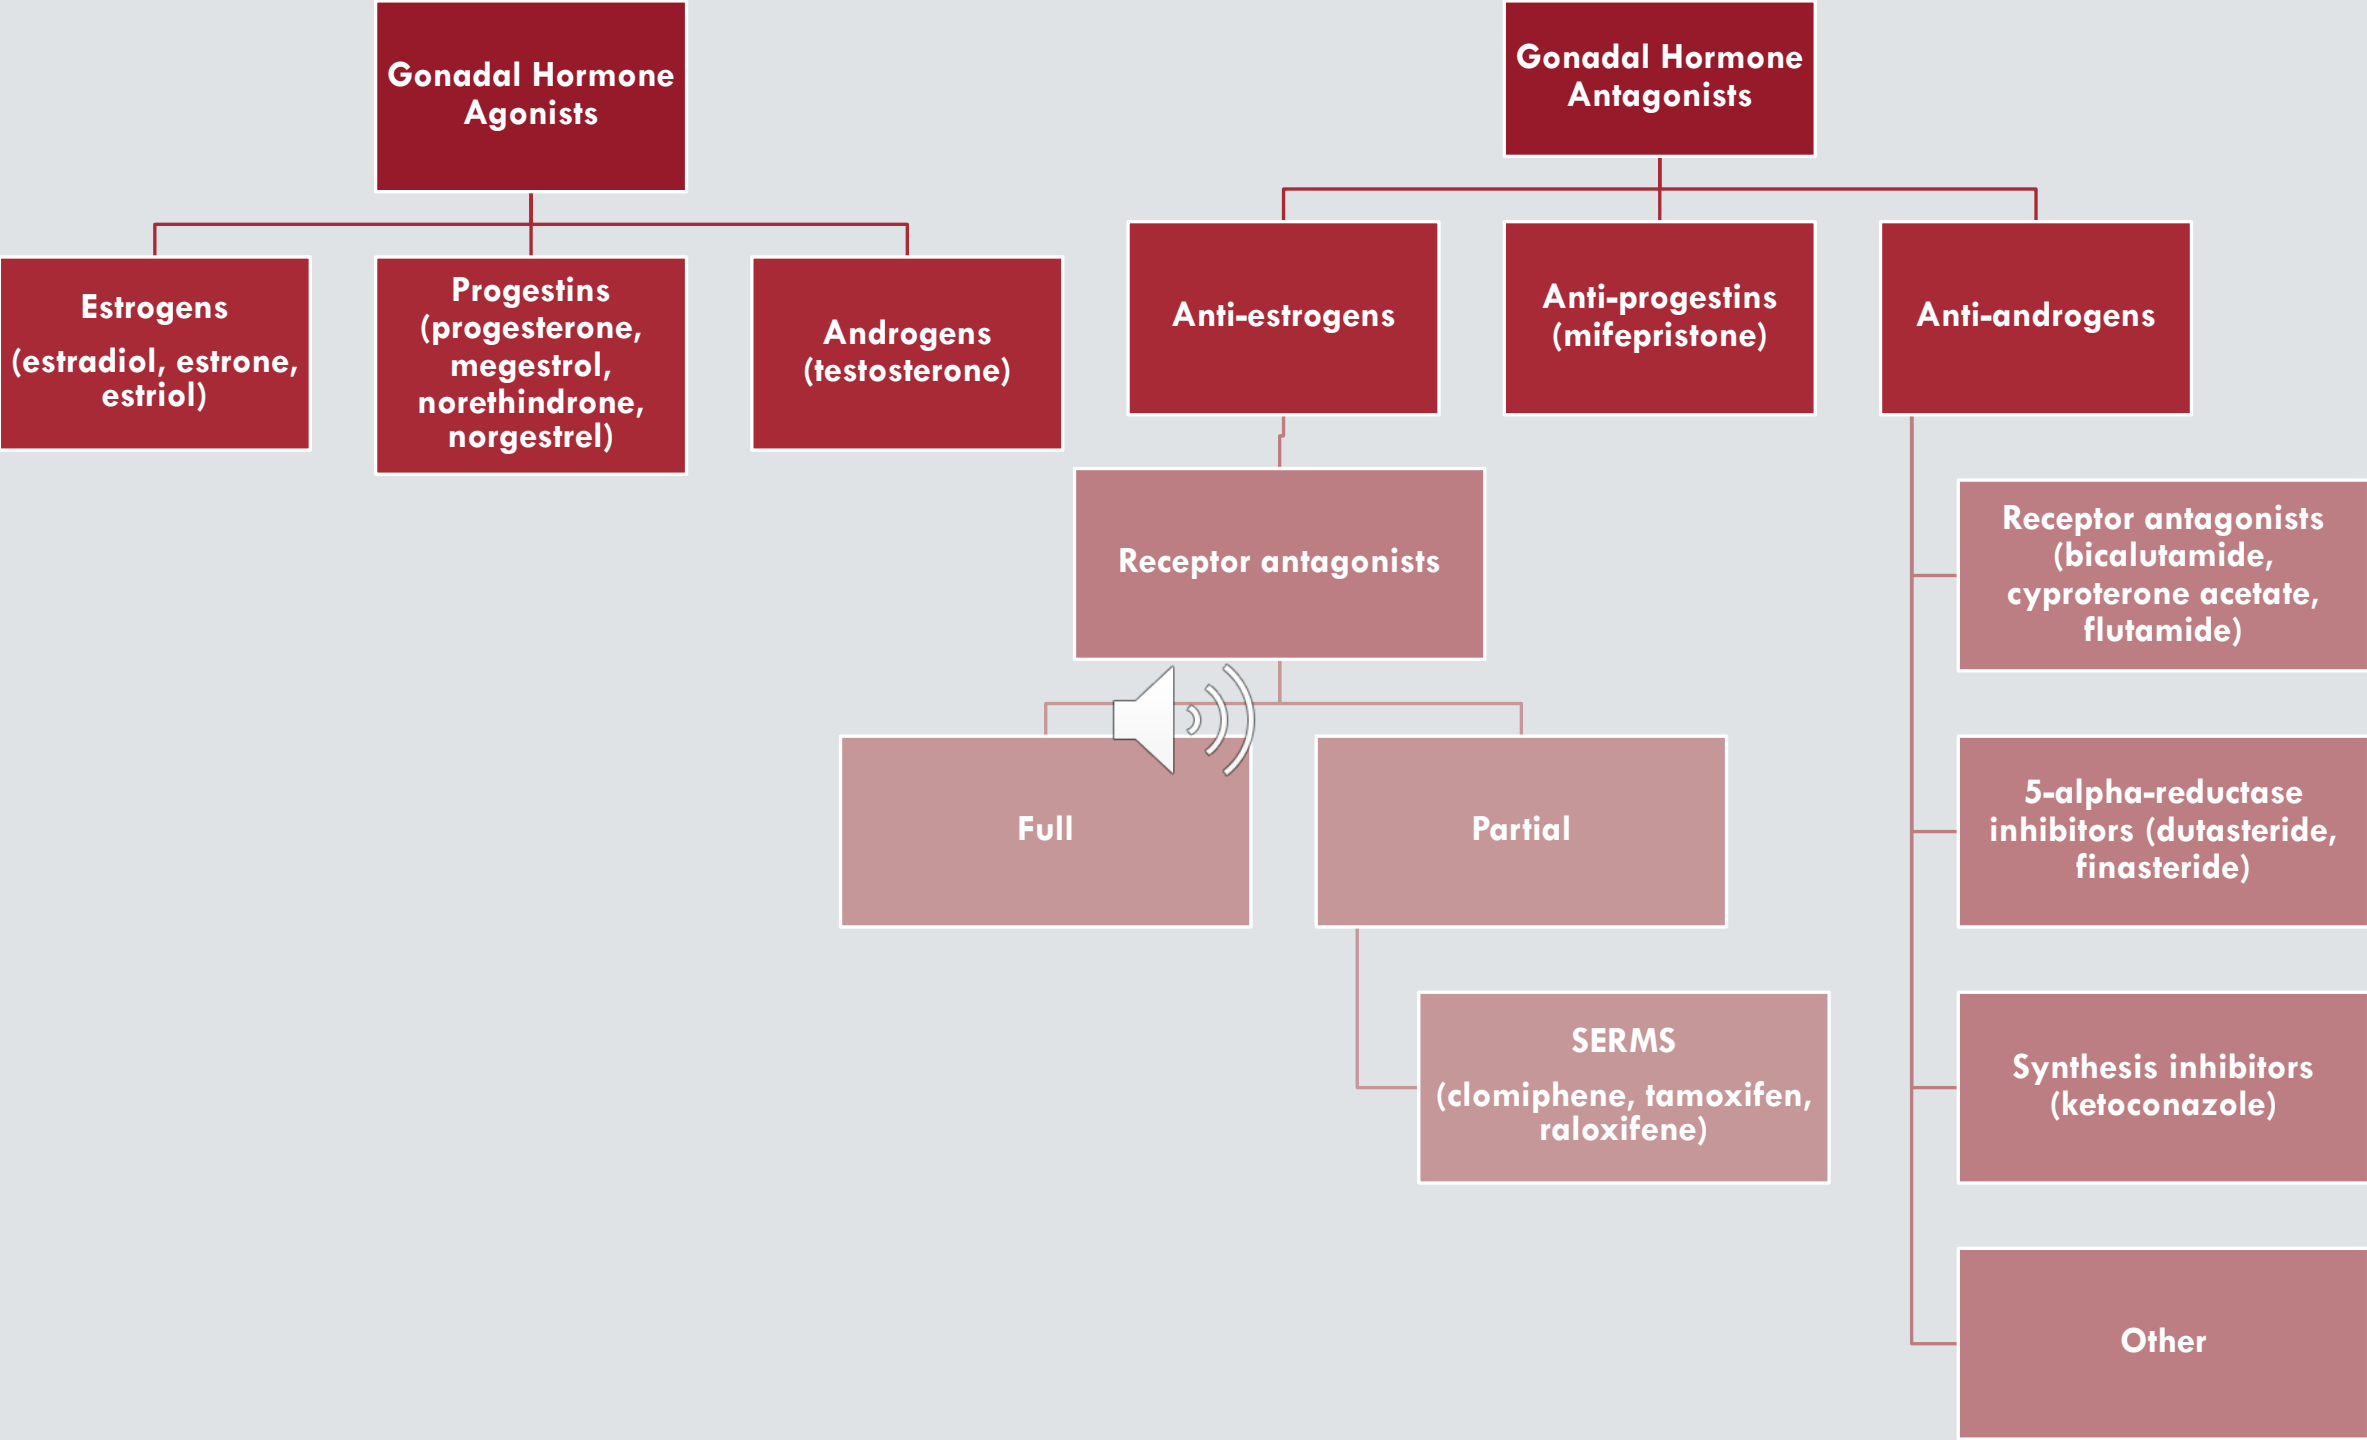 Gonadal Hormone
Agonists
Estrogens
(estradiol, estrone,
estriol)
Progestins
(progesterone,
megestrol,
norethindrone,
norgestrel)
Androgens
(testosterone)
Gonadal Hormone
Antagonists
Anti-estrogens
Receptor antagonists
Full
Partial
SERMS
(clomiphene, tamoxifen,
raloxifene)
Anti-progestins
(mifepristone)
Anti-androgens
Receptor antagonists
(bicalutamide,
cyproterone acetate,
flutamide)
5-alpha-reductase
inhibitors (dutasteride,
finasteride)
Synthesis inhibitors
(ketoconazole)
Other